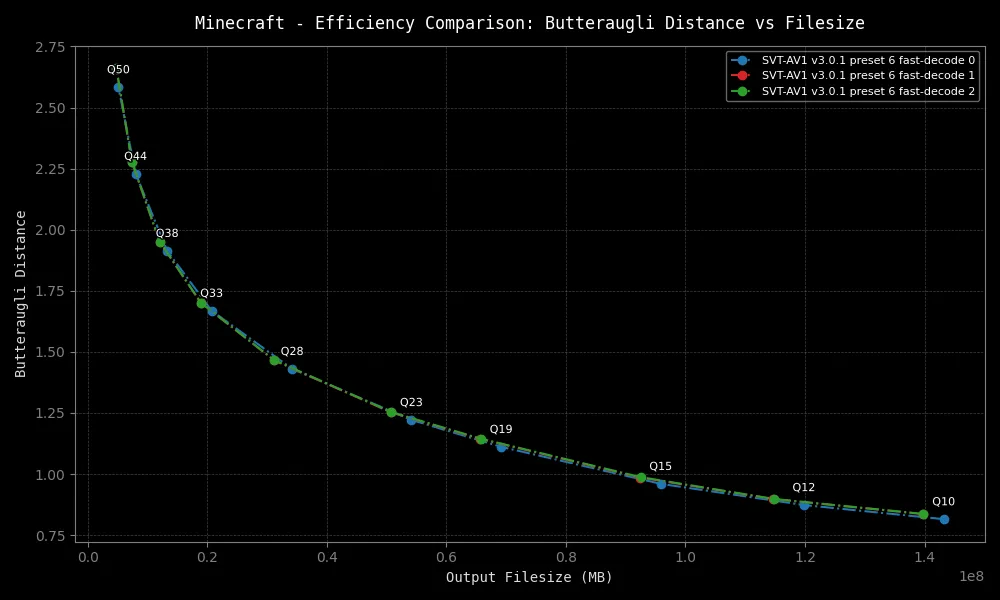 Minecraft - Efficiency Comparison: Butteraugli Distance vs Filesize
SVT-AV1 v3.0.1 preset 6 fast-decode 0
SVT-AV1 v3.0.1 preset 6 fast-decode 1
SVT-AV1 v3.0.1 preset 6 fast-decode 2
2.75
2.50
2.25
2.00
1.75
1.50
1.25
1.00
0.75
Butteraugli Distance
Q50
Q44
Q38
Q33
Q28
Q23
Q19
Q15
Q12
Q10
0.0
0.2
0.4
0.6
0.8
1.0
1.2
1.4
1e8
Output Filesize (MB)